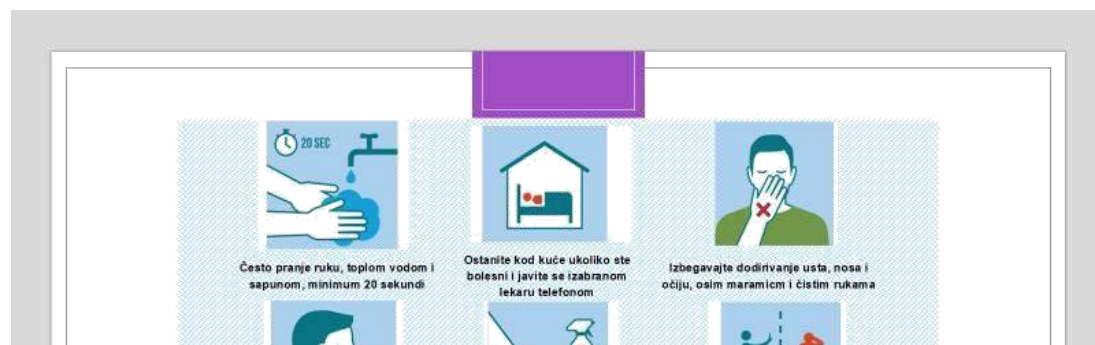 20 SEC
Često pranje ruku, toplom vodom i
sapunom, minimum 20 sekundi
Ostanite kod kuće ukoliko ste
bolesni i javite se izabranom
lekaru telefonom
Izbegavajte dodirivanje usta, nosa i
očiju, osim maramicm i čistim rukama